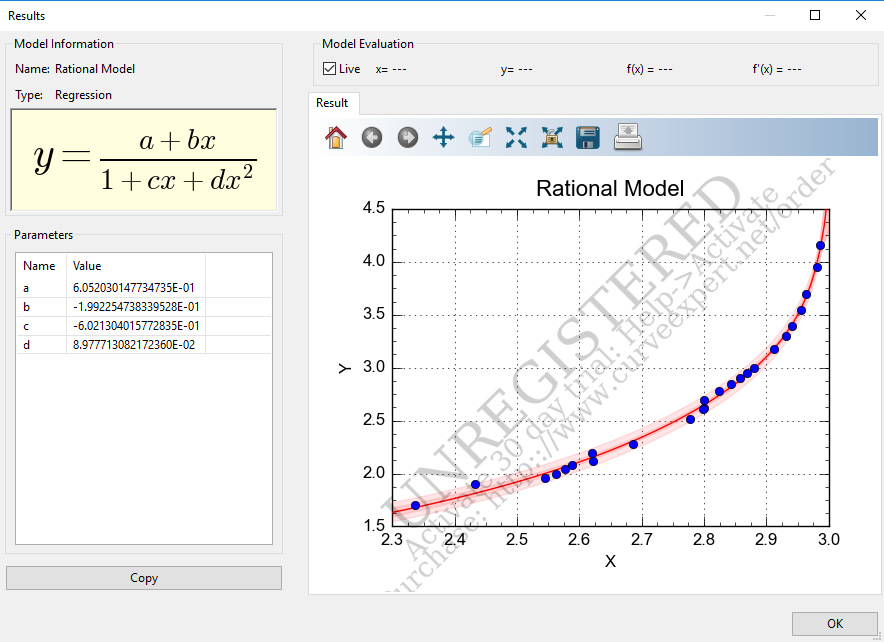 Results
Model Information
Name: Rational Model
Type: Regression
y = a + bx / 1 + cx + dx²
Parameters
Name Value
a 6.052030147734735E-01
b -1.992254738339528E-01
c -6.021304015772835E-01
d 8.977713082172360E-02
Copy
Model Evaluation
Live x= --- y= --- f(x) = --- f'(x) = ---
Result
Rational Model
4.5
4.0
3.5
3.0
2.5
2.0
1.5
Y
2.3 2.4 2.5 2.6 2.7 2.8 2.9 3.0
X
UNREGISTERED
Activate 30 day trial: Help->Activate
Purchase: http://www.curveexpert.net/order
OK